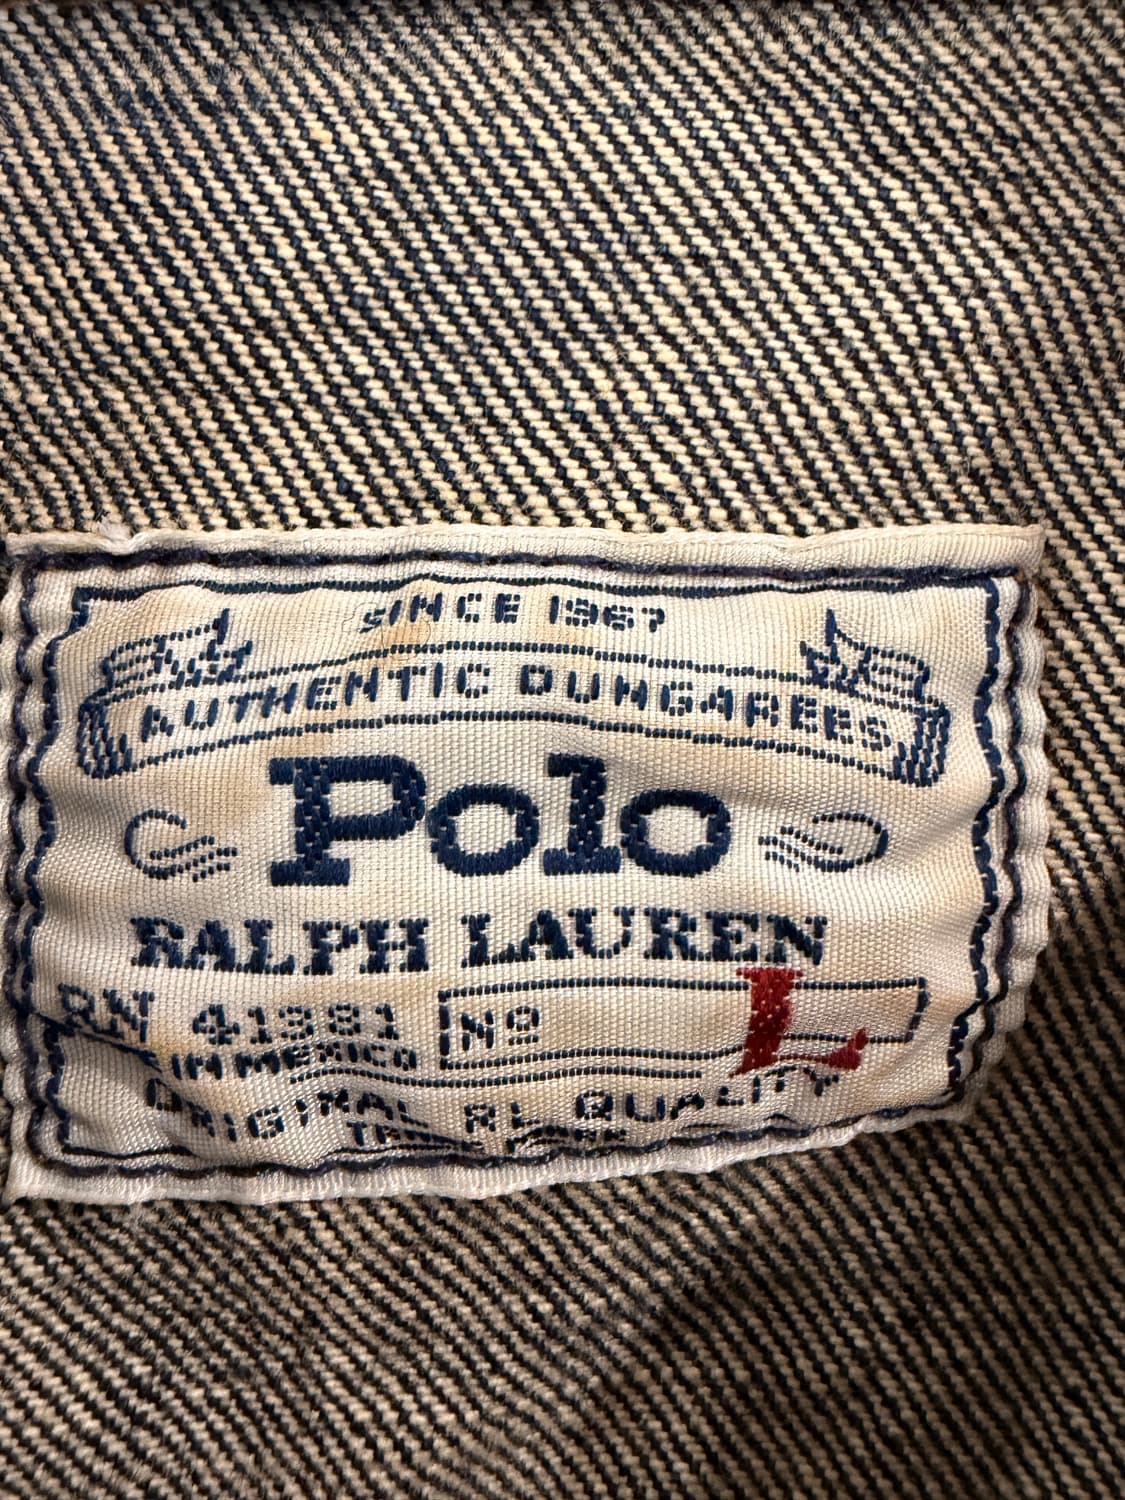 SINCE 1967
AUTHENTIC DUNGAREES
Polo
RALPH LAUREN
RN 41381 Nº L
IN MEXICO
ORIGINAL RL QUALITY